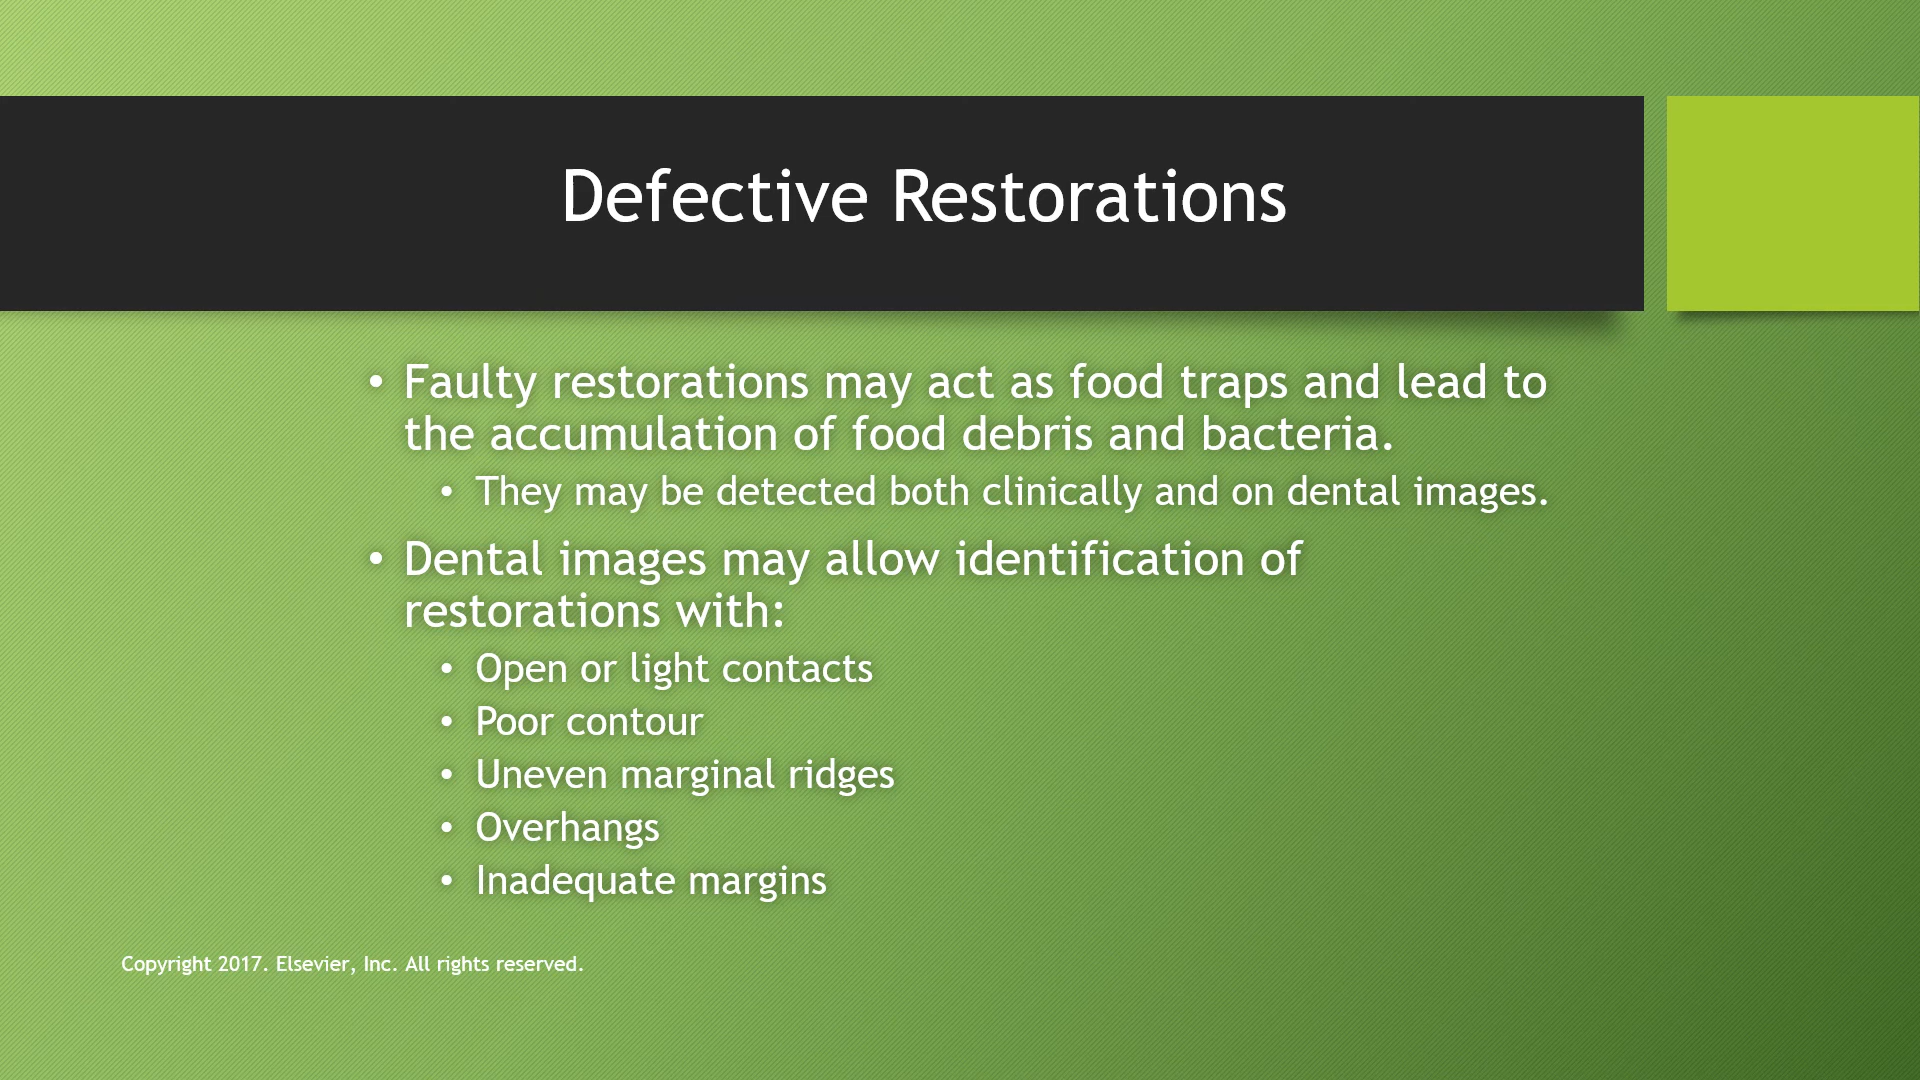 Defective Restorations
• Faulty restorations may act as food traps and lead to
the accumulation of food debris and bacteria.
• They may be detected both clinically and on dental images.
• Dental images may allow identification of
restorations with:
• Open or light contacts
• Poor contour
• Uneven marginal ridges
• Overhangs
• Inadequate margins
Copyright 2017. Elsevier, Inc. All rights reserved.